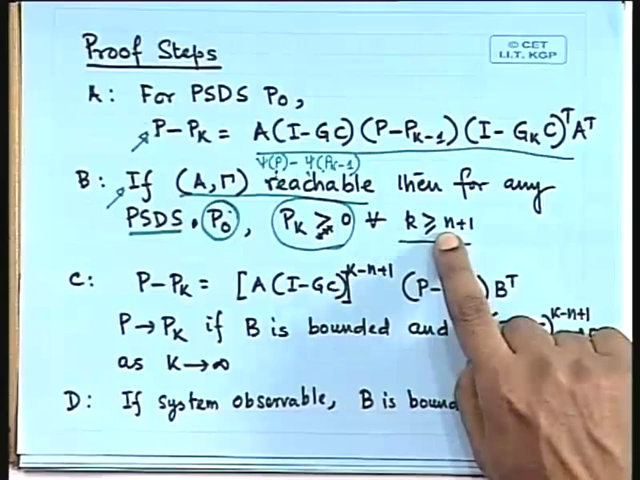 Proof Steps
© CET
I.I.T. KGP
A: For PSDS P₀,
P-Pₖ = A(I-GC)(P-Pₖ₋₁)(I-GₖC)ᵀAᵀ
Ψ(P) - Ψ(Pₖ₋₁)
B: If (A,Γ) reachable then for any
PSDS P₀, Pₖ ⩾ 0 ∀ k ⩾ n+1
C: P-Pₖ = [A(I-GC)]ᵏ⁻ⁿ⁺¹ (P- ) Bᵀ
P→Pₖ if B is bounded and k-n+1
as k→∞
D: If system observable, B is